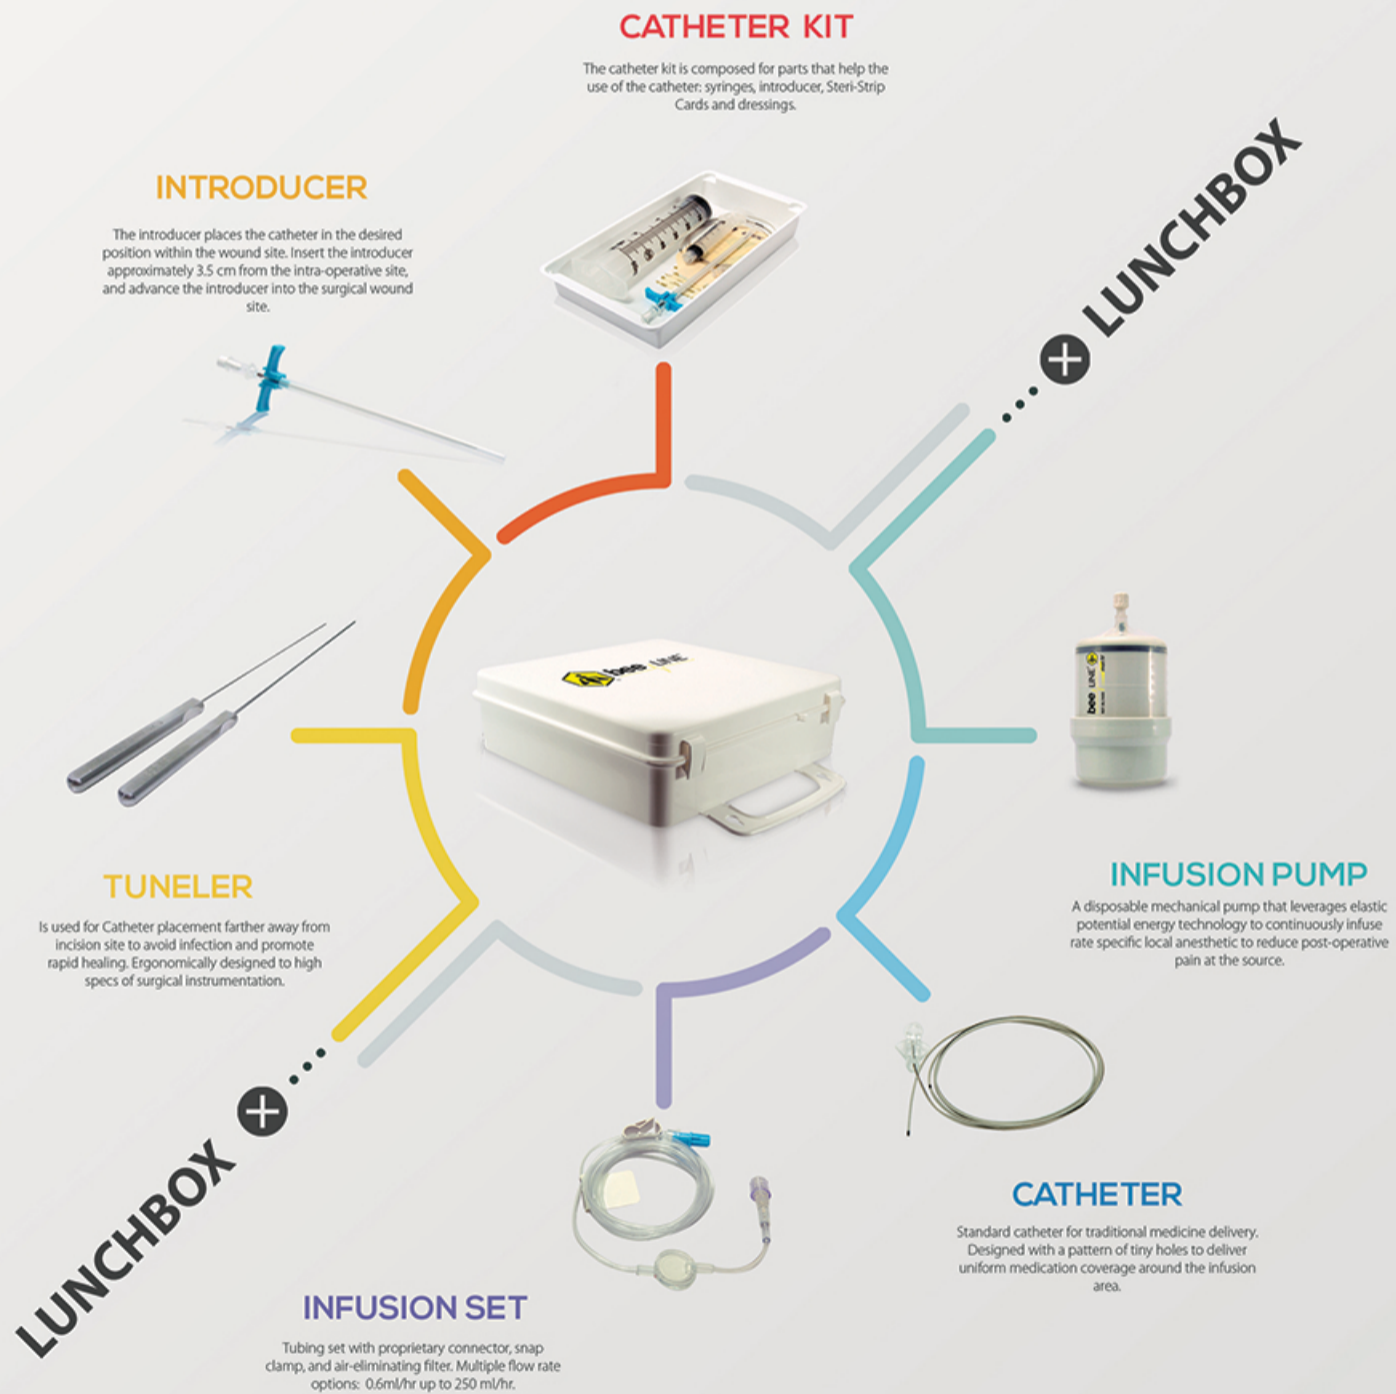 CATHETER KIT
The catheter kit is composed for parts that help the
use of the catheter: syringes, introducer, Steri-Strip
Cards and dressings.
INTRODUCER
The introducer places the catheter in the desired
position within the wound site. Insert the introducer
approximately 3.5 cm from the intra-operative site,
and advance the introducer into the surgical wound
site.
+ LUNCHBOX
bee LINE
bee LINE
TUNELER
Is used for Catheter placement farther away from
incision site to avoid infection and promote
rapid healing. Ergonomically designed to high
specs of surgical instrumentation.
INFUSION PUMP
A disposable mechanical pump that leverages elastic
potential energy technology to continuously infuse
rate specific local anesthetic to reduce post-operative
pain at the source.
LUNCHBOX +
CATHETER
Standard catheter for traditional medicine delivery.
Designed with a pattern of tiny holes to deliver
uniform medication coverage around the infusion
area.
INFUSION SET
Tubing set with proprietary connector, snap
clamp, and air-eliminating filter. Multiple flow rate
options: 0.6ml/hr up to 250 ml/hr.